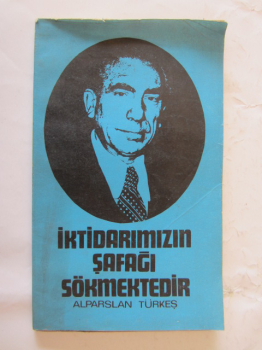 İKTİDARIMIZIN
ŞAFAĞI
SÖKMEKTEDİR
ALPARSLAN TÜRKEŞ